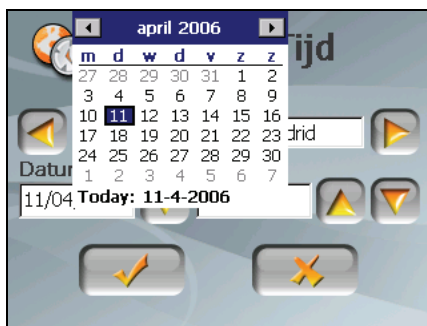 april 2006
ijd
m d w d v z z
27 28 29 30 31 1 2
3 4 5 6 7 8 9
10 11 12 13 14 15 16
17 18 19 20 21 22 23
drid
24 25 26 27 28 29 30
Datur
1 2 3 4 5 6 7
11/04
Today: 11-4-2006